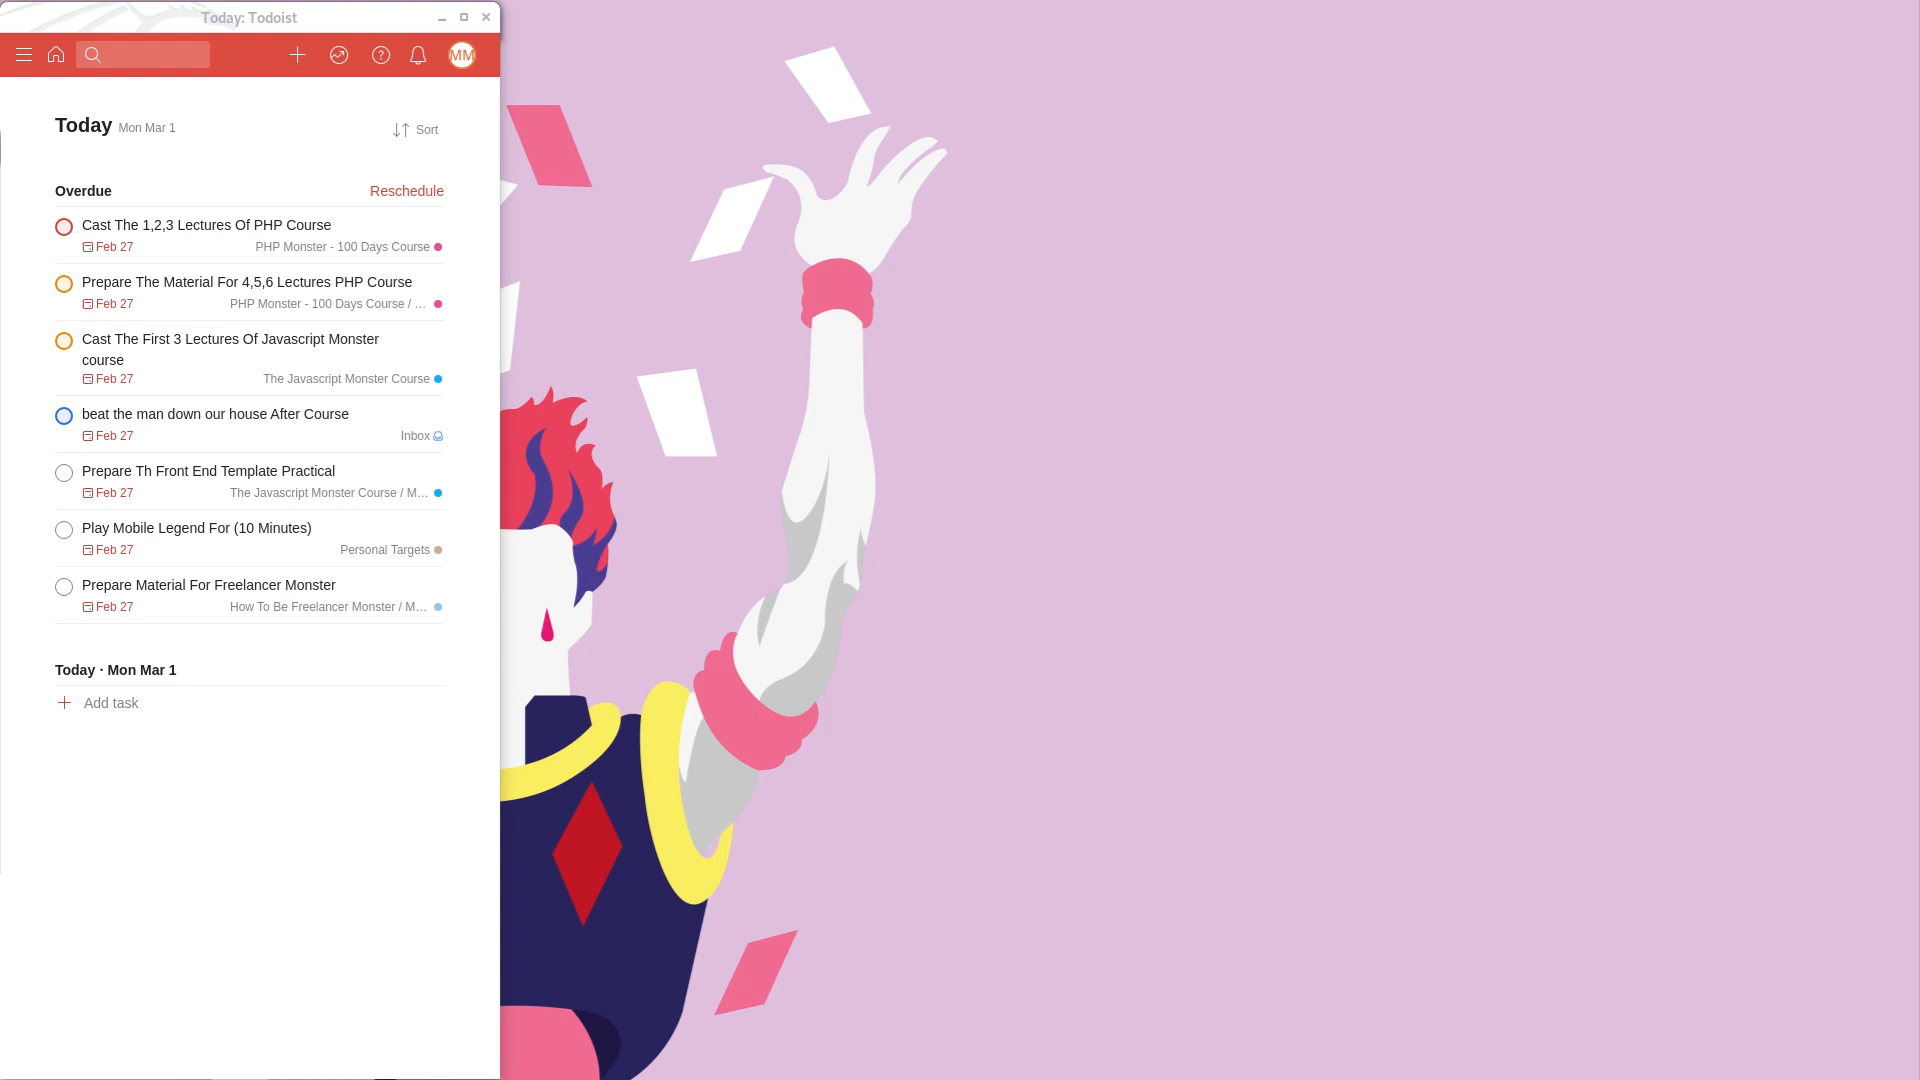 Today: Todoist
MM
Today Mon Mar 1
Sort
Overdue
Reschedule
Cast The 1,2,3 Lectures Of PHP Course
Feb 27
PHP Monster - 100 Days Course
Prepare The Material For 4,5,6 Lectures PHP Course
Feb 27
PHP Monster - 100 Days Course / …
Cast The First 3 Lectures Of Javascript Monster
course
Feb 27
The Javascript Monster Course
beat the man down our house After Course
Feb 27
Inbox
Prepare Th Front End Template Practical
Feb 27
The Javascript Monster Course / M…
Play Mobile Legend For (10 Minutes)
Feb 27
Personal Targets
Prepare Material For Freelancer Monster
Feb 27
How To Be Freelancer Monster / M…
Today · Mon Mar 1
Add task